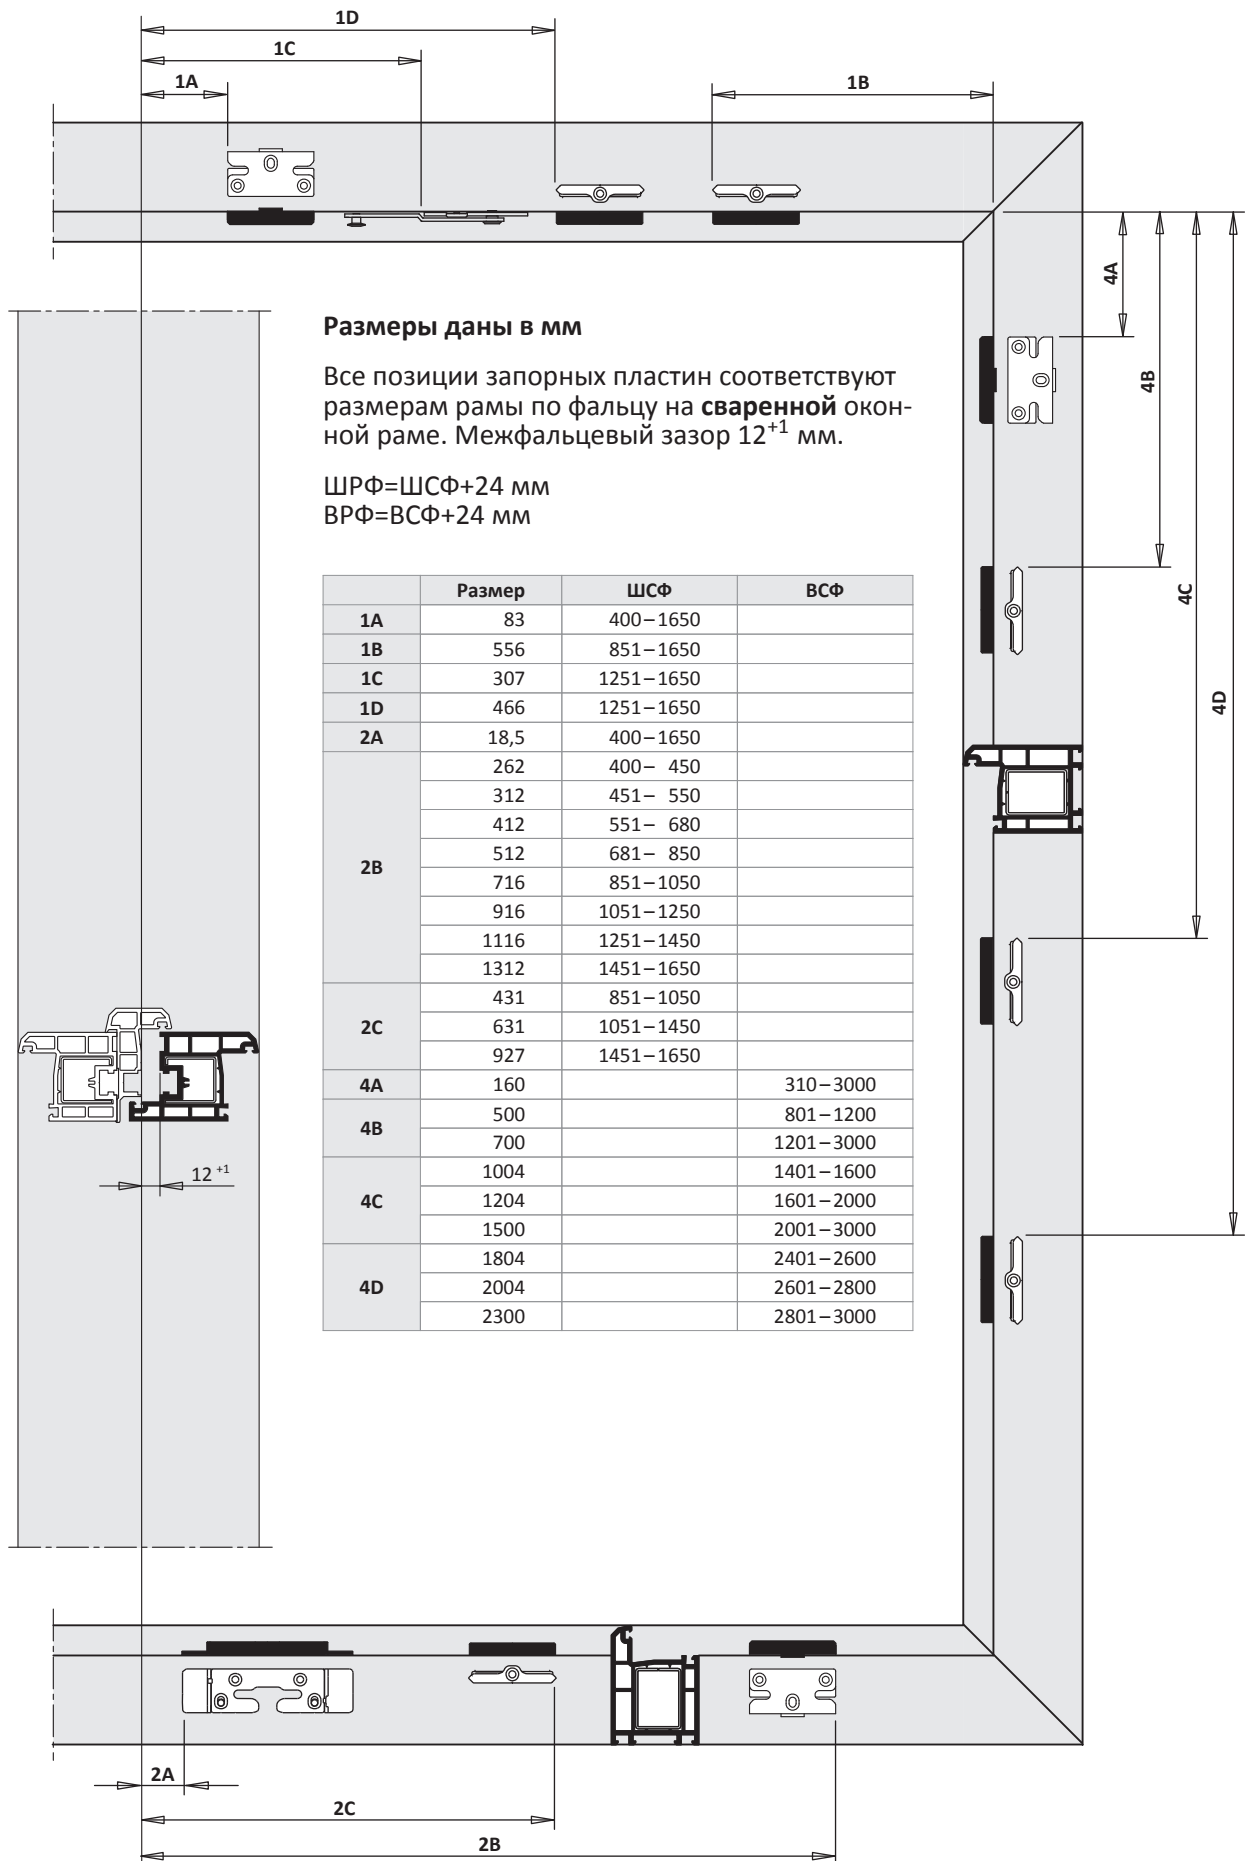 1D
1C
1A
1B
4A
4B
4C
4D
Размеры даны в мм
Все позиции запорных пластин соответствуют
размерам рамы по фальцу на сваренной окон-
ной раме. Межфальцевый зазор 12+1 мм.
ШРФ=ШСФ+24 мм
ВРФ=ВСФ+24 мм
Размер ШСФ ВСФ
1A 83 400–1650
1B 556 851–1650
1C 307 1251–1650
1D 466 1251–1650
2A 18,5 400–1650
2B 262 400– 450
312 451– 550
412 551– 680
512 681– 850
716 851–1050
916 1051–1250
1116 1251–1450
1312 1451–1650
2C 431 851–1050
631 1051–1450
927 1451–1650
4A 160 310–3000
4B 500 801–1200
700 1201–3000
4C 1004 1401–1600
1204 1601–2000
1500 2001–3000
4D 1804 2401–2600
2004 2601–2800
2300 2801–3000
12 +1
2A
2C
2B